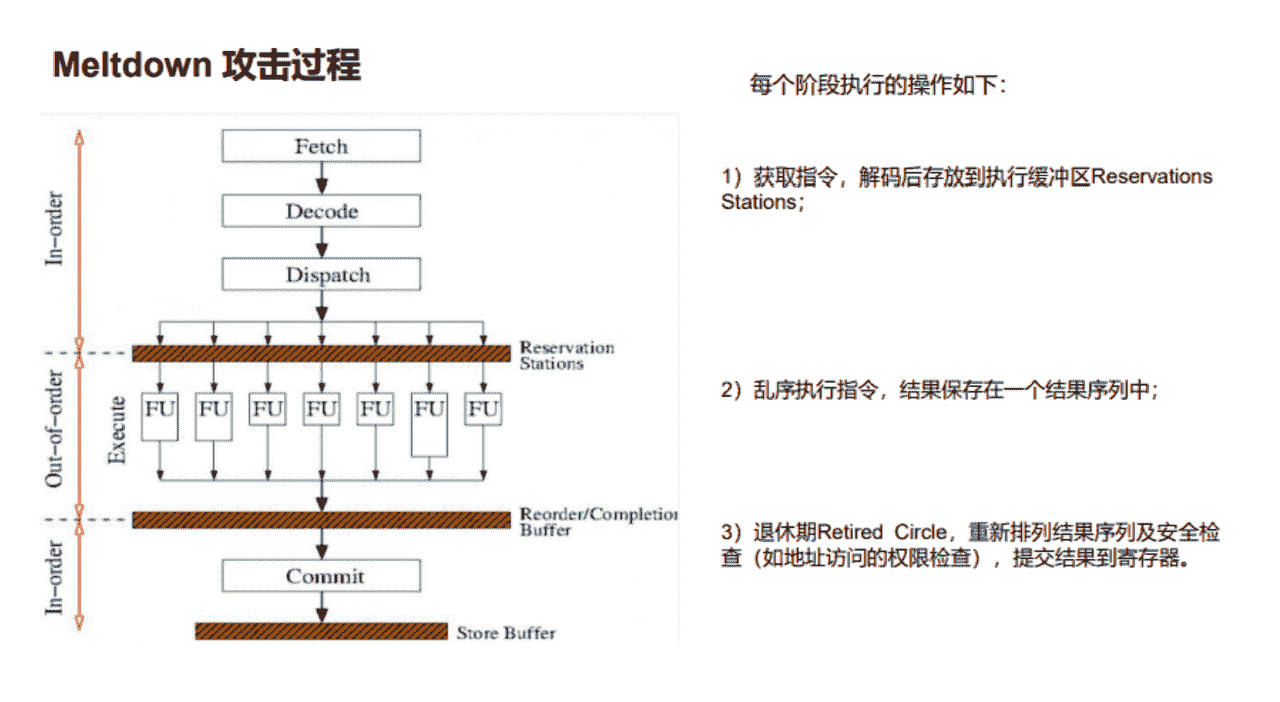 Meltdown 攻击过程
每个阶段执行的操作如下：
In-order
Fetch
Decode
Dispatch
Reservation
Stations
Out-of-order
Execute
FU FU FU FU FU FU FU
Reorder/Completion
Buffer
In-order
Commit
Store Buffer
1）获取指令，解码后存放到执行缓冲区Reservations
Stations；
2）乱序执行指令，结果保存在一个结果序列中；
3）退休期Retired Circle，重新排列结果序列及安全检
查（如地址访问的权限检查），提交结果到寄存器。